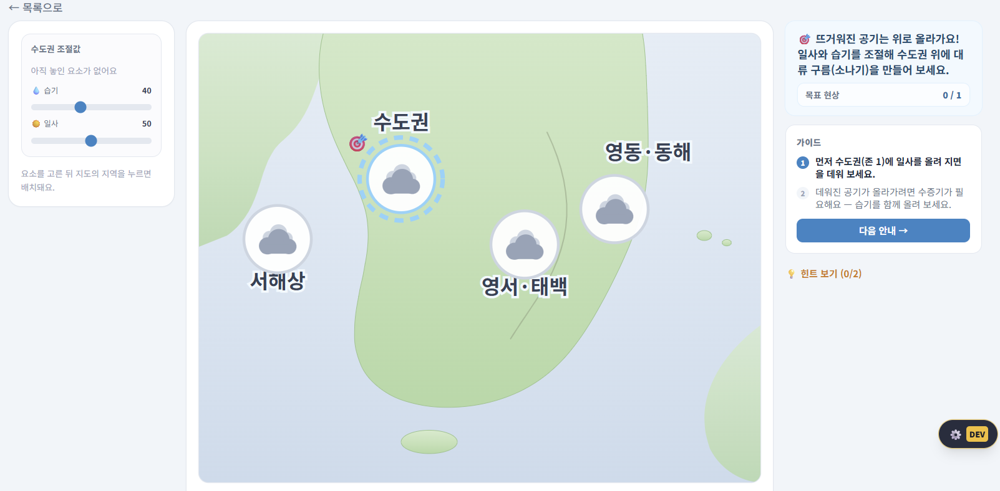 ← 목록으로
수도권 조절값
아직 놓인 요소가 없어요
습기 40
일사 50
요소를 고른 뒤 지도의 지역을 누르면
배치돼요.
수도권
영동·동해
서해상
영서·태백
뜨거워진 공기는 위로 올라가요!
일사와 습기를 조절해 수도권 위에 대
류 구름(소나기)을 만들어 보세요.
목표 현상 0 / 1
가이드
1 먼저 수도권(존 1)에 일사를 올려 지면
을 데워 보세요.
2 데워진 공기가 올라가려면 수증기가 필
요해요 — 습기를 함께 올려 보세요.
다음 안내 →
힌트 보기 (0/2)
DEV